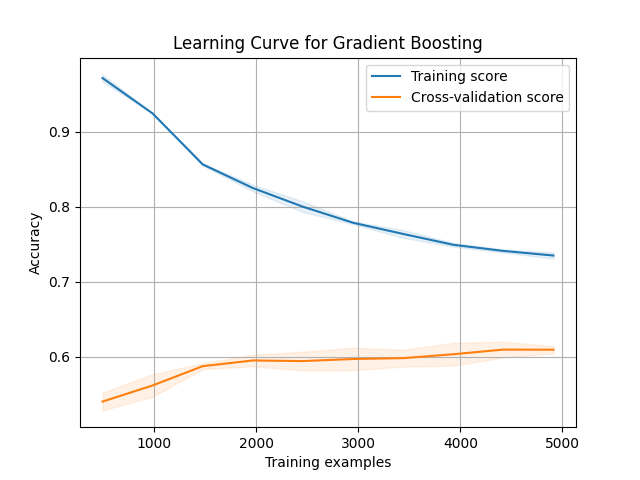 Learning Curve for Gradient Boosting
Training score
Cross-validation score
0.9
0.8
0.7
0.6
Accuracy
1000 2000 3000 4000 5000
Training examples